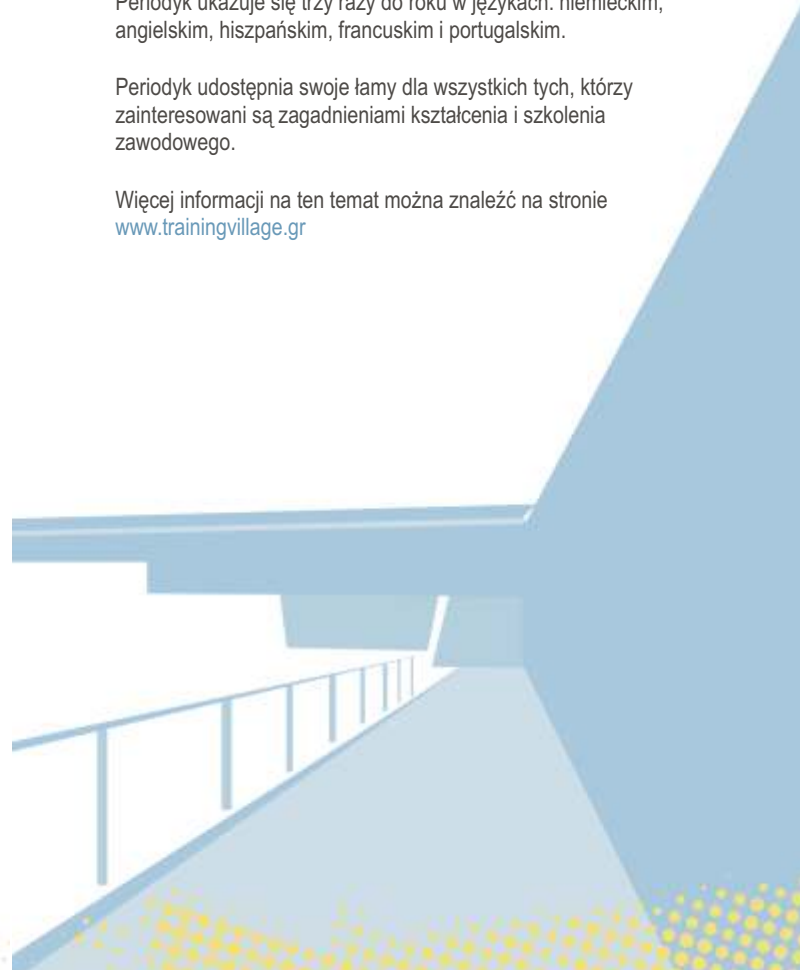 Periodyk ukazuje się trzy razy do roku w językach: niemieckim,
angielskim, hiszpańskim, francuskim i portugalskim.
Periodyk udostępnia swoje łamy dla wszystkich tych, którzy
zainteresowani są zagadnieniami kształcenia i szkolenia
zawodowego.
Więcej informacji na ten temat można znaleźć na stronie
www.trainingvillage.gr